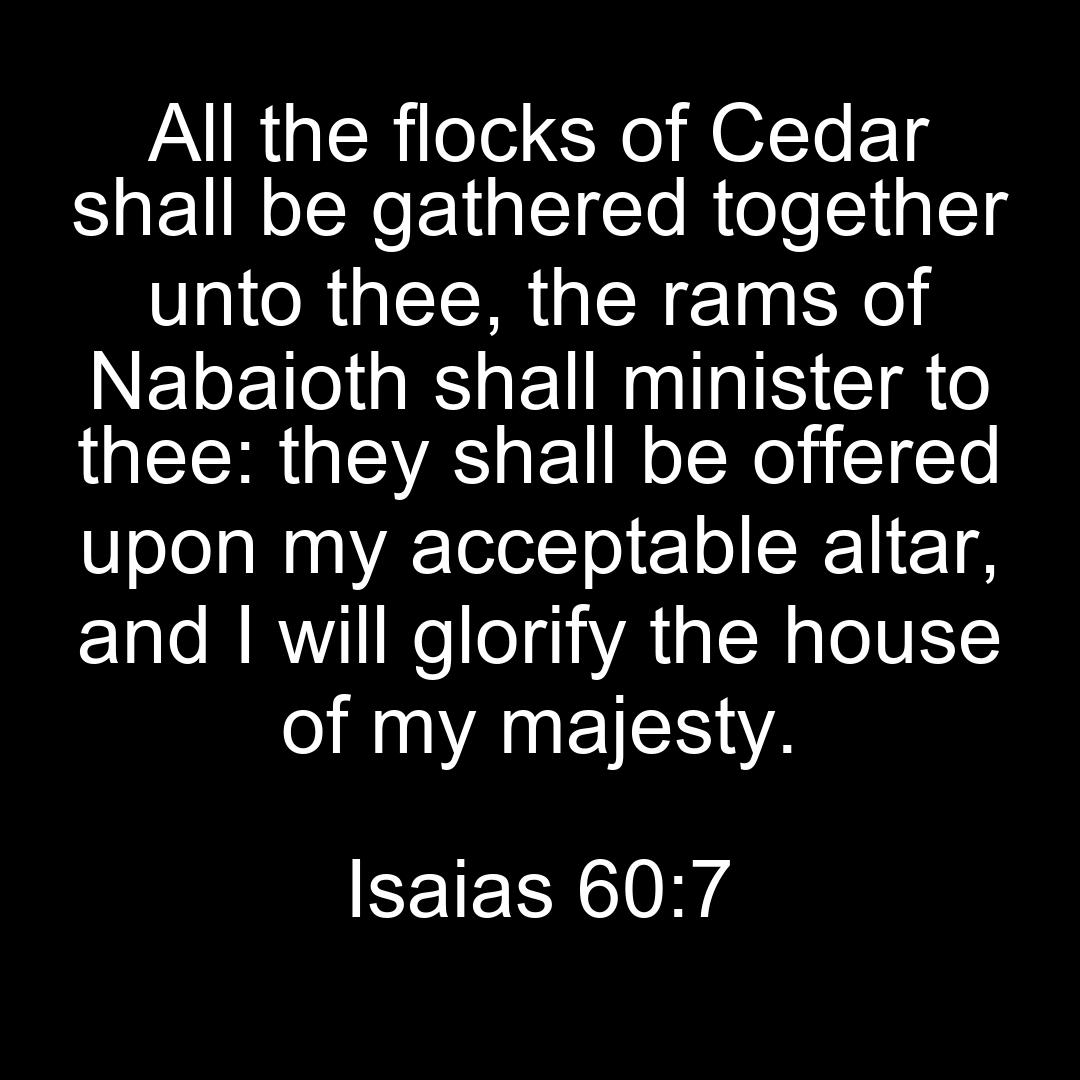 All the flocks of Cedar
shall be gathered together
unto thee, the rams of
Nabaioth shall minister to
thee: they shall be offered
upon my acceptable altar,
and I will glorify the house
of my majesty.
Isaias 60:7